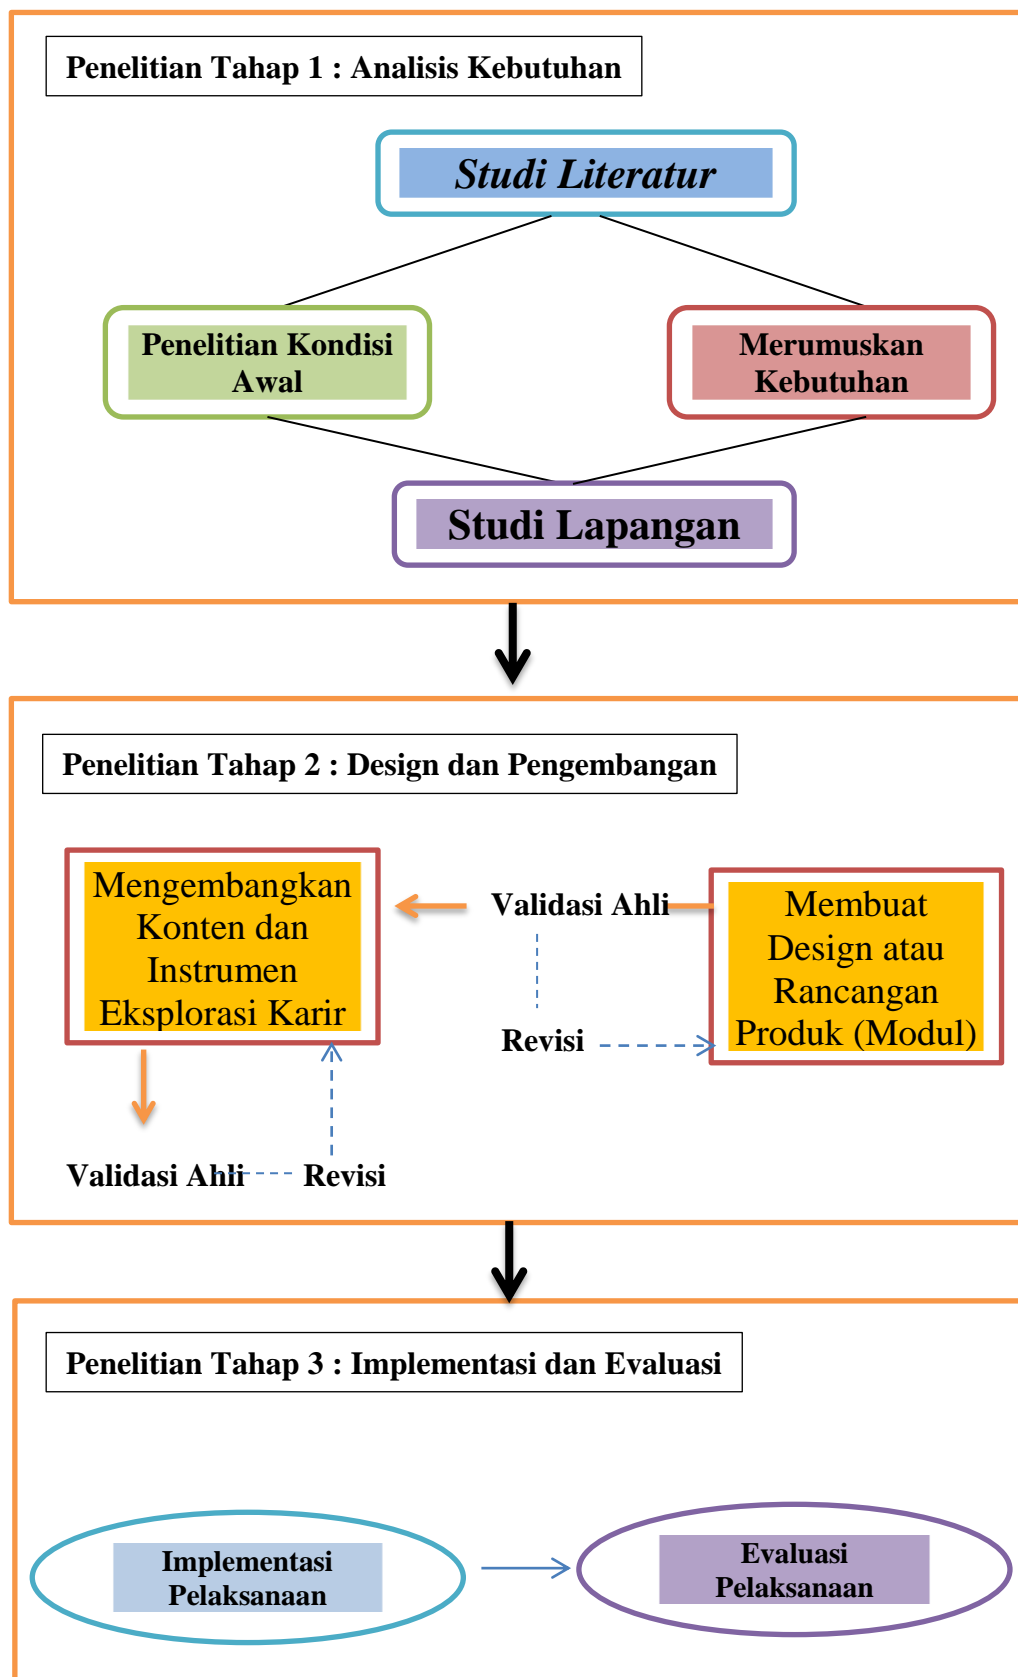 Penelitian Tahap 1 : Analisis Kebutuhan
Studi Literatur
Penelitian Kondisi
Awal
Merumuskan
Kebutuhan
Studi Lapangan
Penelitian Tahap 2 : Design dan Pengembangan
Mengembangkan
Konten dan
Instrumen
Eksplorasi Karir
Validasi Ahli
Revisi
Membuat
Design atau
Rancangan
Produk (Modul)
Validasi Ahli
Revisi
Penelitian Tahap 3 : Implementasi dan Evaluasi
Implementasi
Pelaksanaan
Evaluasi
Pelaksanaan